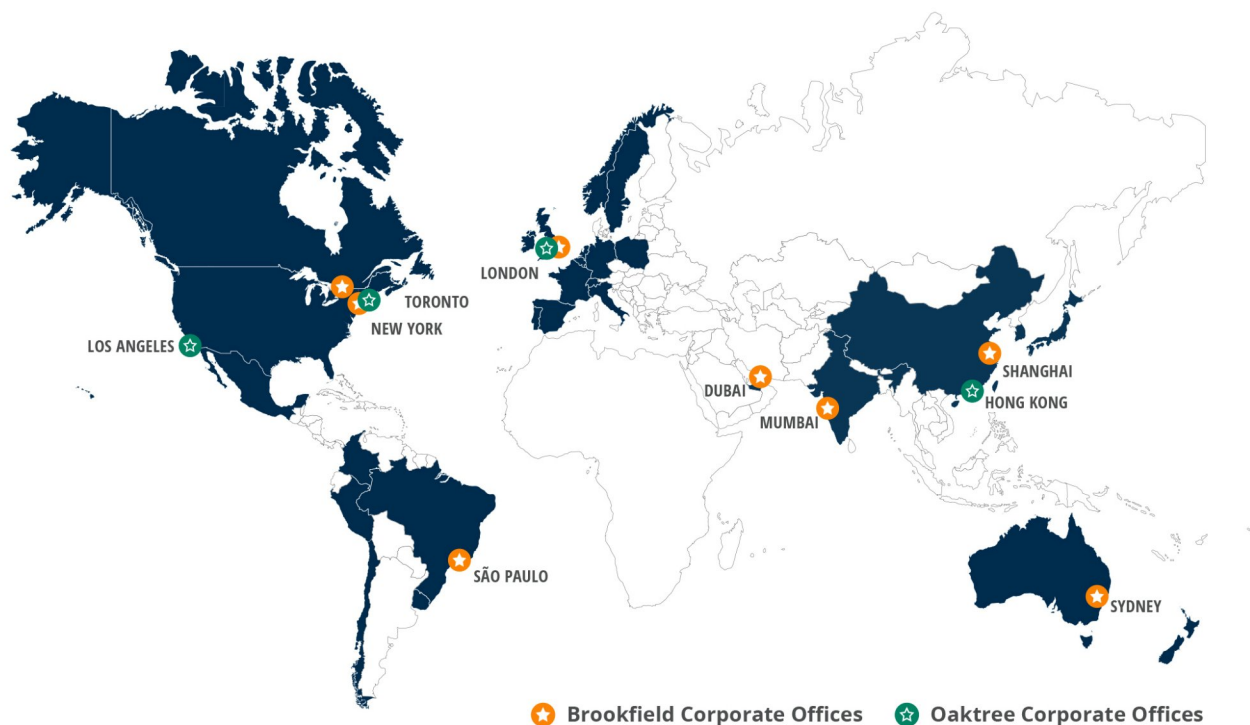 LONDON
TORONTO
NEW YORK
LOS ANGELES
SHANGHAI
DUBAI
HONG KONG
MUMBAI
SÃO PAULO
SYDNEY
Brookfield Corporate Offices
Oaktree Corporate Offices